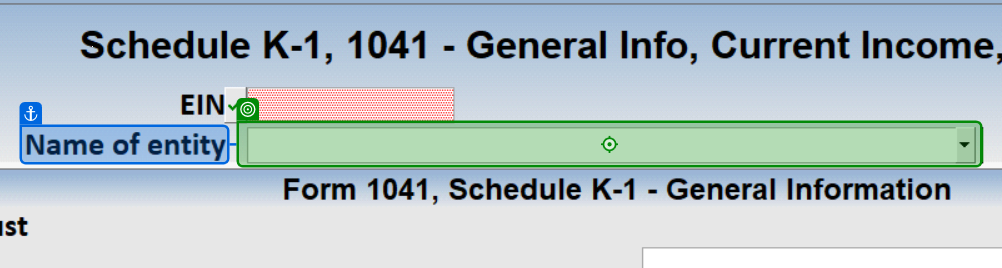 Schedule K-1, 1041 - General Info, Current Income,
EIN
Name of entity
Form 1041, Schedule K-1 - General Information
ust